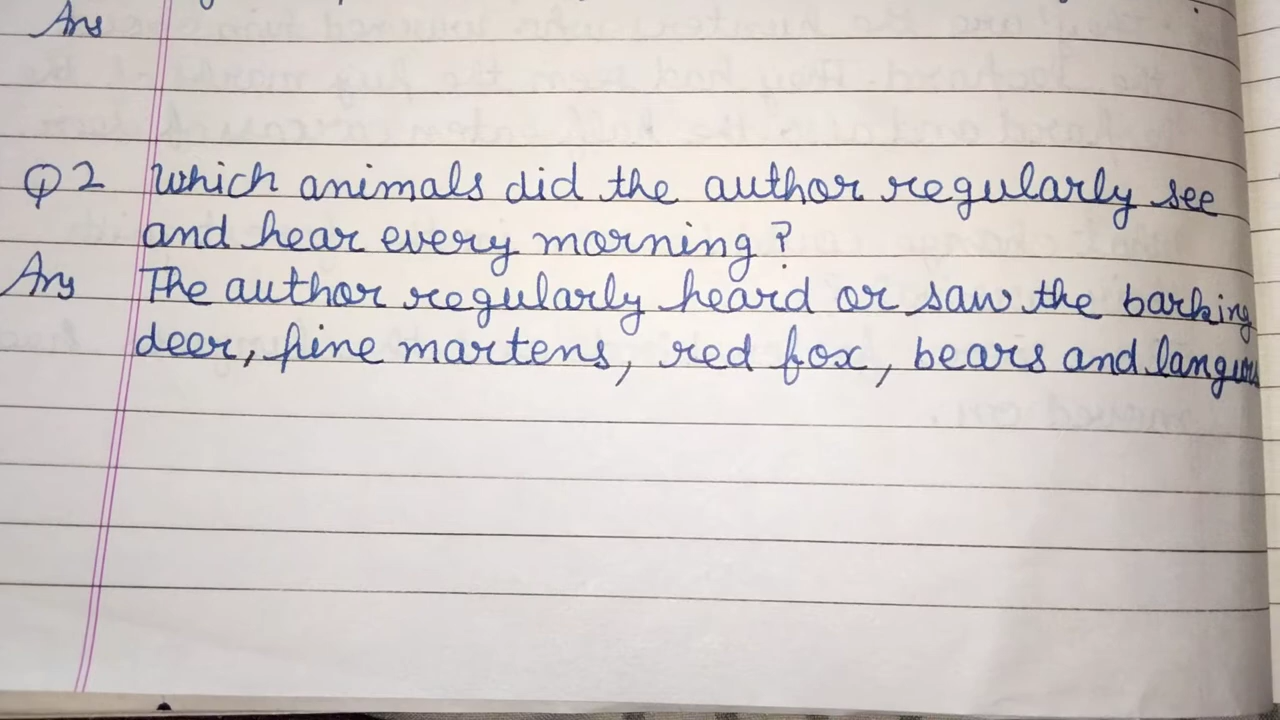 Ans
Q2 Which animals did the author regularly see
and hear every morning?
Ans The author regularly heard or saw the barking
deer, pine martens, red fox, bears and langurs